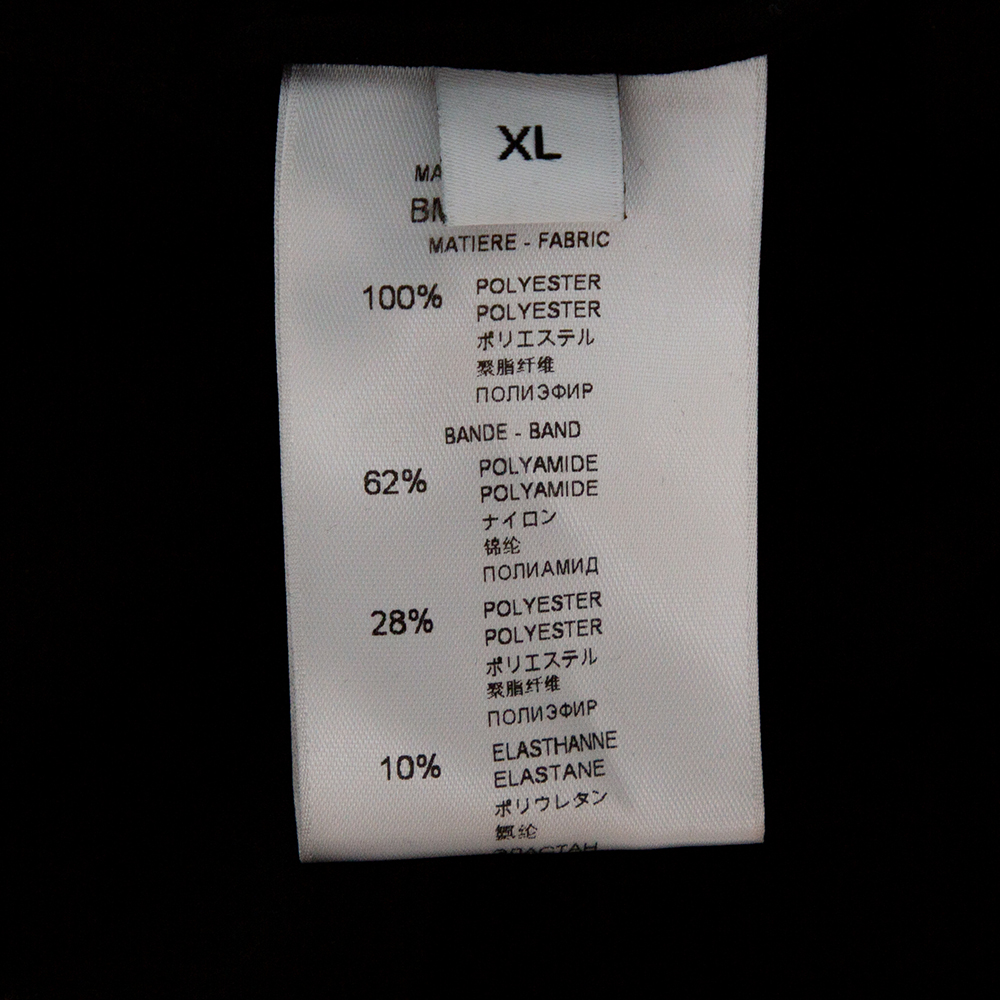 XL
MA
BM
MATIERE - FABRIC
100% POLYESTER
POLYESTER
ポリエステル
聚脂纤维
ПОЛИЭФИР
BANDE - BAND
62% POLYAMIDE
POLYAMIDE
ナイロン
锦纶
ПОЛИАМИД
28% POLYESTER
POLYESTER
ポリエステル
聚脂纤维
ПОЛИЭФИР
10% ELASTHANNE
ELASTANE
ポリウレタン
氨纶